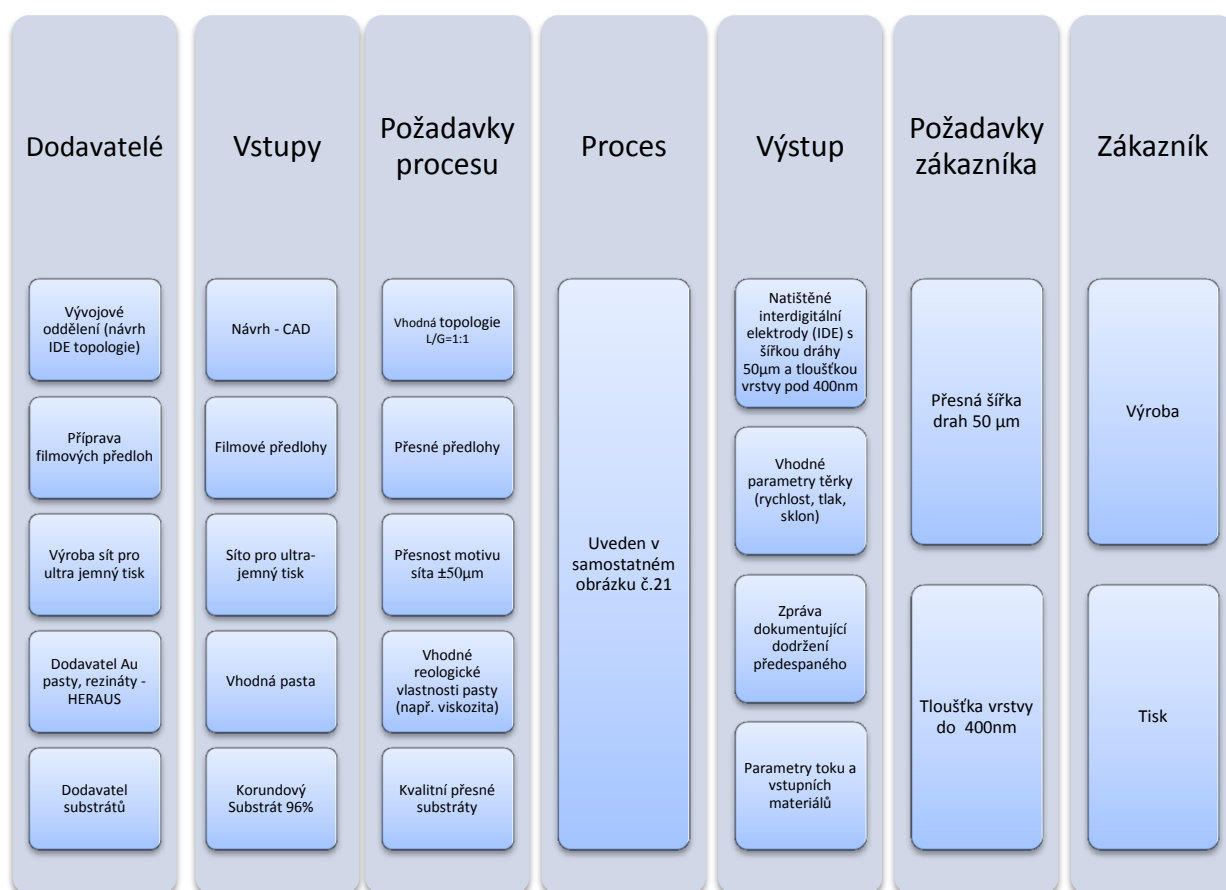 Dodavatelé
Vývojové
oddělení (návrh
IDE topologie)
Příprava
filmových předloh
Výroba sít pro
ultra jemný tisk
Dodavatel Au
pasty, rezináty -
HERAUS
Dodavatel
substrátů
Vstupy
Návrh - CAD
Filmové předlohy
Síto pro ultra-
jemný tisk
Vhodná pasta
Korundový
Substrát 96%
Požadavky
procesu
Vhodná topologie
L/G=1:1
Přesné předlohy
Přesnost motivu
síta ±50µm
Vhodné
reologické
vlastnosti pasty
(např. viskozita)
Kvalitní přesné
substráty
Proces
Uveden v
samostatném
obrázku č.21
Výstup
Natištěné
interdigitální
elektrody (IDE) s
šířkou dráhy
50µm a tloušťkou
vrstvy pod 400nm
Vhodné
parametry těrky
(rychlost, tlak,
sklon)
Zpráva
dokumentující
dodržení
předespaného
Parametry toku a
vstupních
materiálů
Požadavky
zákazníka
Přesná šířka
drah 50 µm
Tloušťka vrstvy
do 400nm
Zákazník
Výroba
Tisk